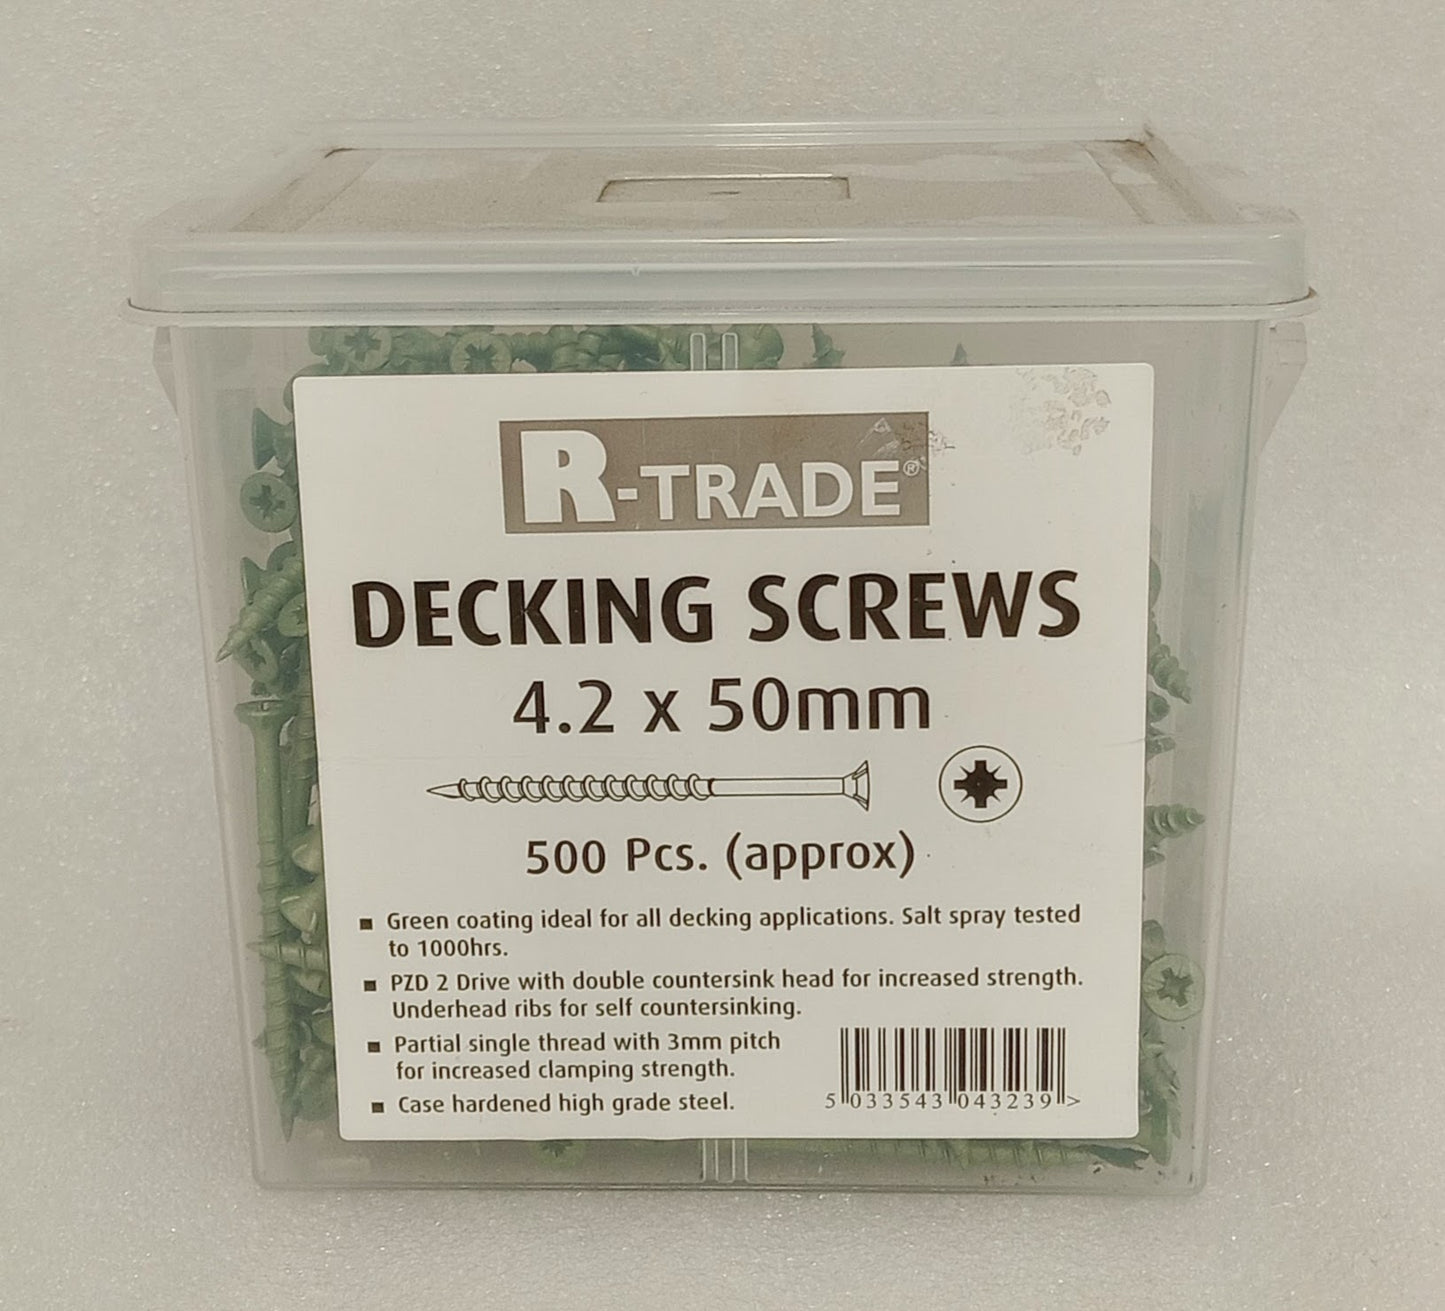 R-TRADE®
DECKING SCREWS
4.2 x 50mm
500 Pcs. (approx)
▪ Green coating ideal for all decking applications. Salt spray tested
to 1000hrs.
▪ PZD 2 Drive with double countersink head for increased strength.
Underhead ribs for self countersinking.
▪ Partial single thread with 3mm pitch
for increased clamping strength.
▪ Case hardened high grade steel.
5 033543 043239 >